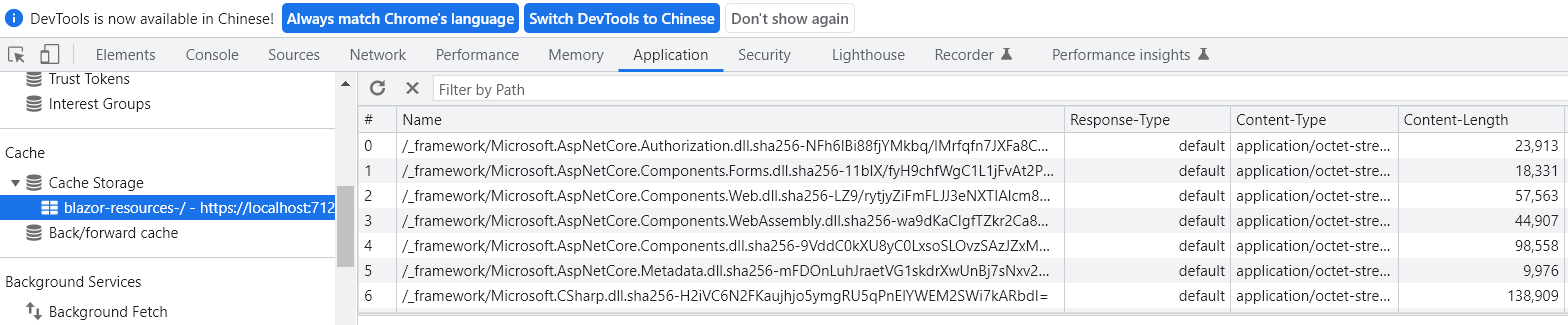 DevTools is now available in Chinese! Always match Chrome's language Switch DevTools to Chinese Don't show again
Elements Console Sources Network Performance Memory Application Security Lighthouse Recorder Performance insights
Trust Tokens
Interest Groups
Cache
Cache Storage
blazor-resources-/ - https://localhost:712
Back/forward cache
Background Services
Background Fetch
Filter by Path
# Name Response-Type Content-Type Content-Length
0 /_framework/Microsoft.AspNetCore.Authorization.dll.sha256-NFh6IBi88fjYMkbq/IMrfqfn7JXFa8C... default application/octet-stre... 23,913
1 /_framework/Microsoft.AspNetCore.Components.Forms.dll.sha256-11bIX/fyH9chfWgC1L1jFvAt2P... default application/octet-stre... 18,331
2 /_framework/Microsoft.AspNetCore.Components.Web.dll.sha256-LZ9/rytjyZiFmFLJJ3eNXTIAIcm8... default application/octet-stre... 57,563
3 /_framework/Microsoft.AspNetCore.Components.WebAssembly.dll.sha256-wa9dKaCIgfTZkr2Ca8... default application/octet-stre... 44,907
4 /_framework/Microsoft.AspNetCore.Components.dll.sha256-9VddC0kXU8yC0LxsoSLOvzSAzJZxM... default application/octet-stre... 98,558
5 /_framework/Microsoft.AspNetCore.Metadata.dll.sha256-mFDOnLuhJraetVG1skdrXwUnBj7sNxv2... default application/octet-stre... 9,976
6 /_framework/Microsoft.CSharp.dll.sha256-H2iVC6N2FKaujhjo5ymgRU5qPnEIYWEM2SWi7kARbdI= default application/octet-stre... 138,909